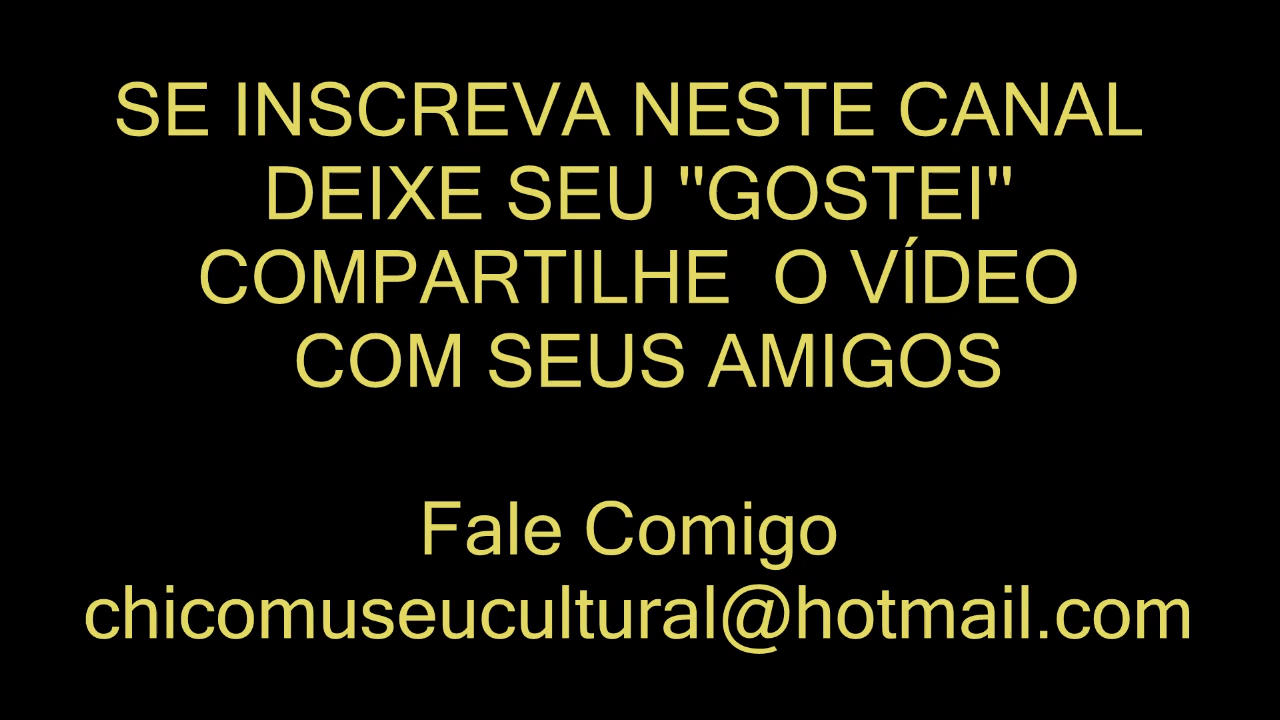 SE INSCREVA NESTE CANAL
DEIXE SEU "GOSTEI"
COMPARTILHE  O VÍDEO
COM SEUS AMIGOS
Fale Comigo
chicomuseucultural@hotmail.com